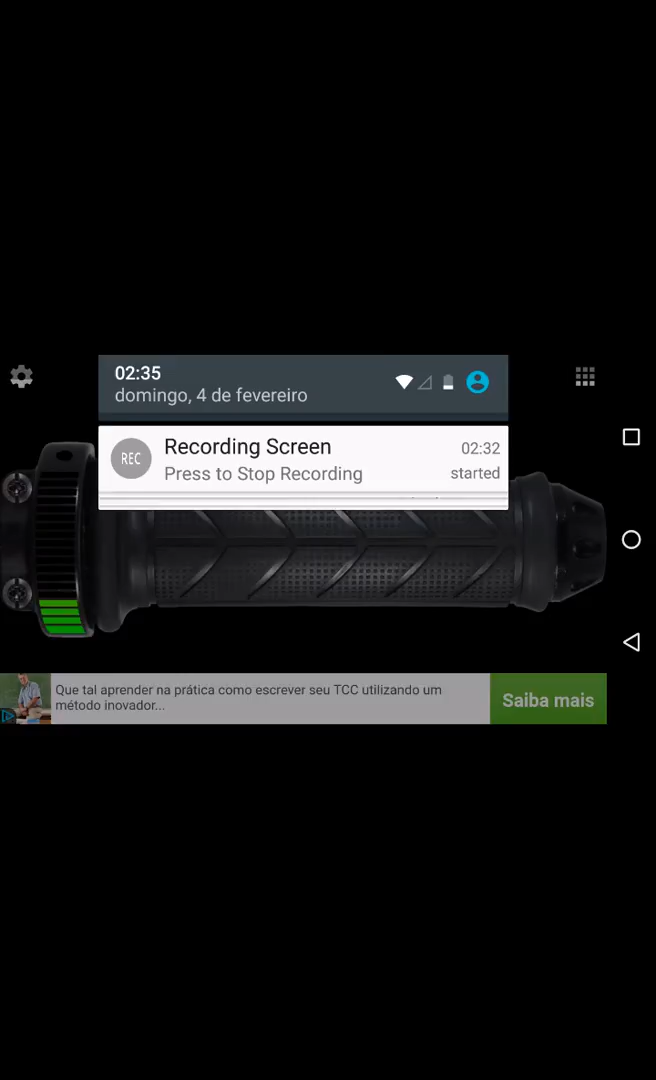 02:35
domingo, 4 de fevereiro
REC
Recording Screen
02:32
Press to Stop Recording
started
Que tal aprender na prática como escrever seu TCC utilizando um
método inovador...
Saiba mais